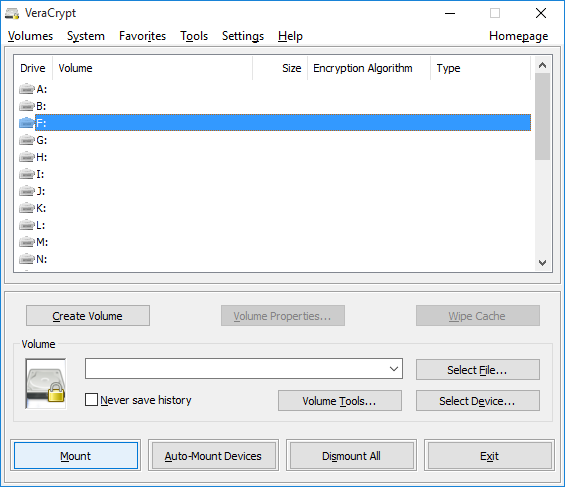 VeraCrypt
Volumes System Favorites Tools Settings Help Homepage
Drive Volume Size Encryption Algorithm Type
A:
B:
F:
G:
H:
I:
J:
K:
L:
M:
N:
Create Volume Volume Properties... Wipe Cache
Volume
Select File...
Never save history Volume Tools... Select Device...
Mount Auto-Mount Devices Dismount All Exit